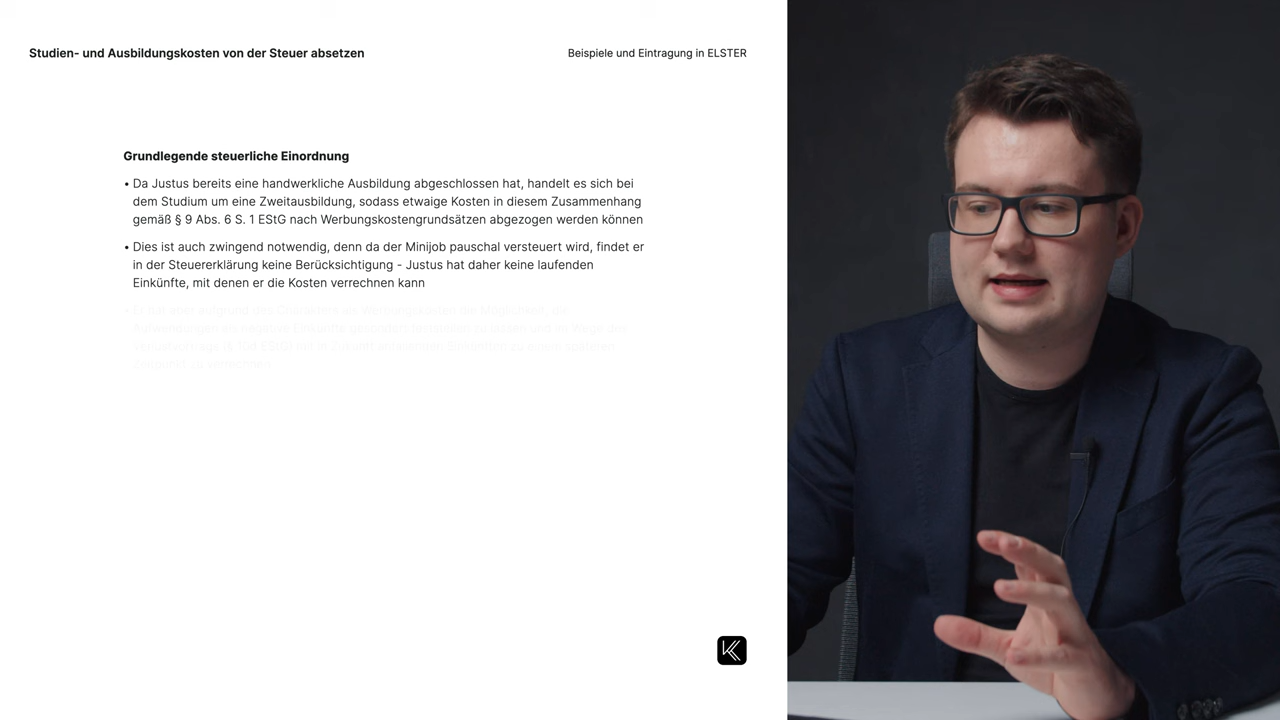 Studien- und Ausbildungskosten von der Steuer absetzen
Beispiele und Eintragung in ELSTER
Grundlegende steuerliche Einordnung
• Da Justus bereits eine handwerkliche Ausbildung abgeschlossen hat, handelt es sich bei
dem Studium um eine Zweitausbildung, sodass etwaige Kosten in diesem Zusammenhang
gemäß § 9 Abs. 6 S. 1 EStG nach Werbungskostengrundsätzen abgezogen werden können
• Dies ist auch zwingend notwendig, denn da der Minijob pauschal versteuert wird, findet er
in der Steuererklärung keine Berücksichtigung - Justus hat daher keine laufenden
Einkünfte, mit denen er die Kosten verrechnen kann